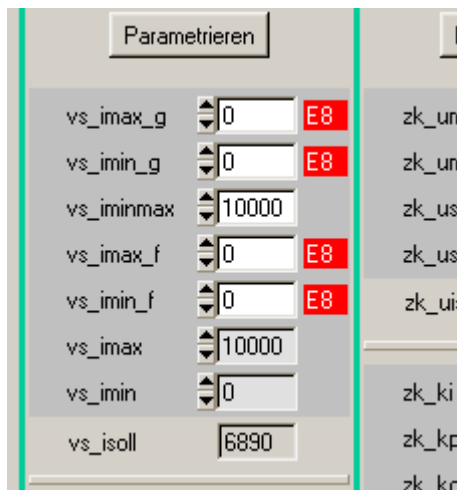 Parametrieren
vs_imax_g 0 E8
vs_imin_g 0 E8
vs_iminmax 10000
vs_imax_f 0 E8
vs_imin_f 0 E8
vs_imax 10000
vs_imin 0
vs_isoll 6890
zk_ki